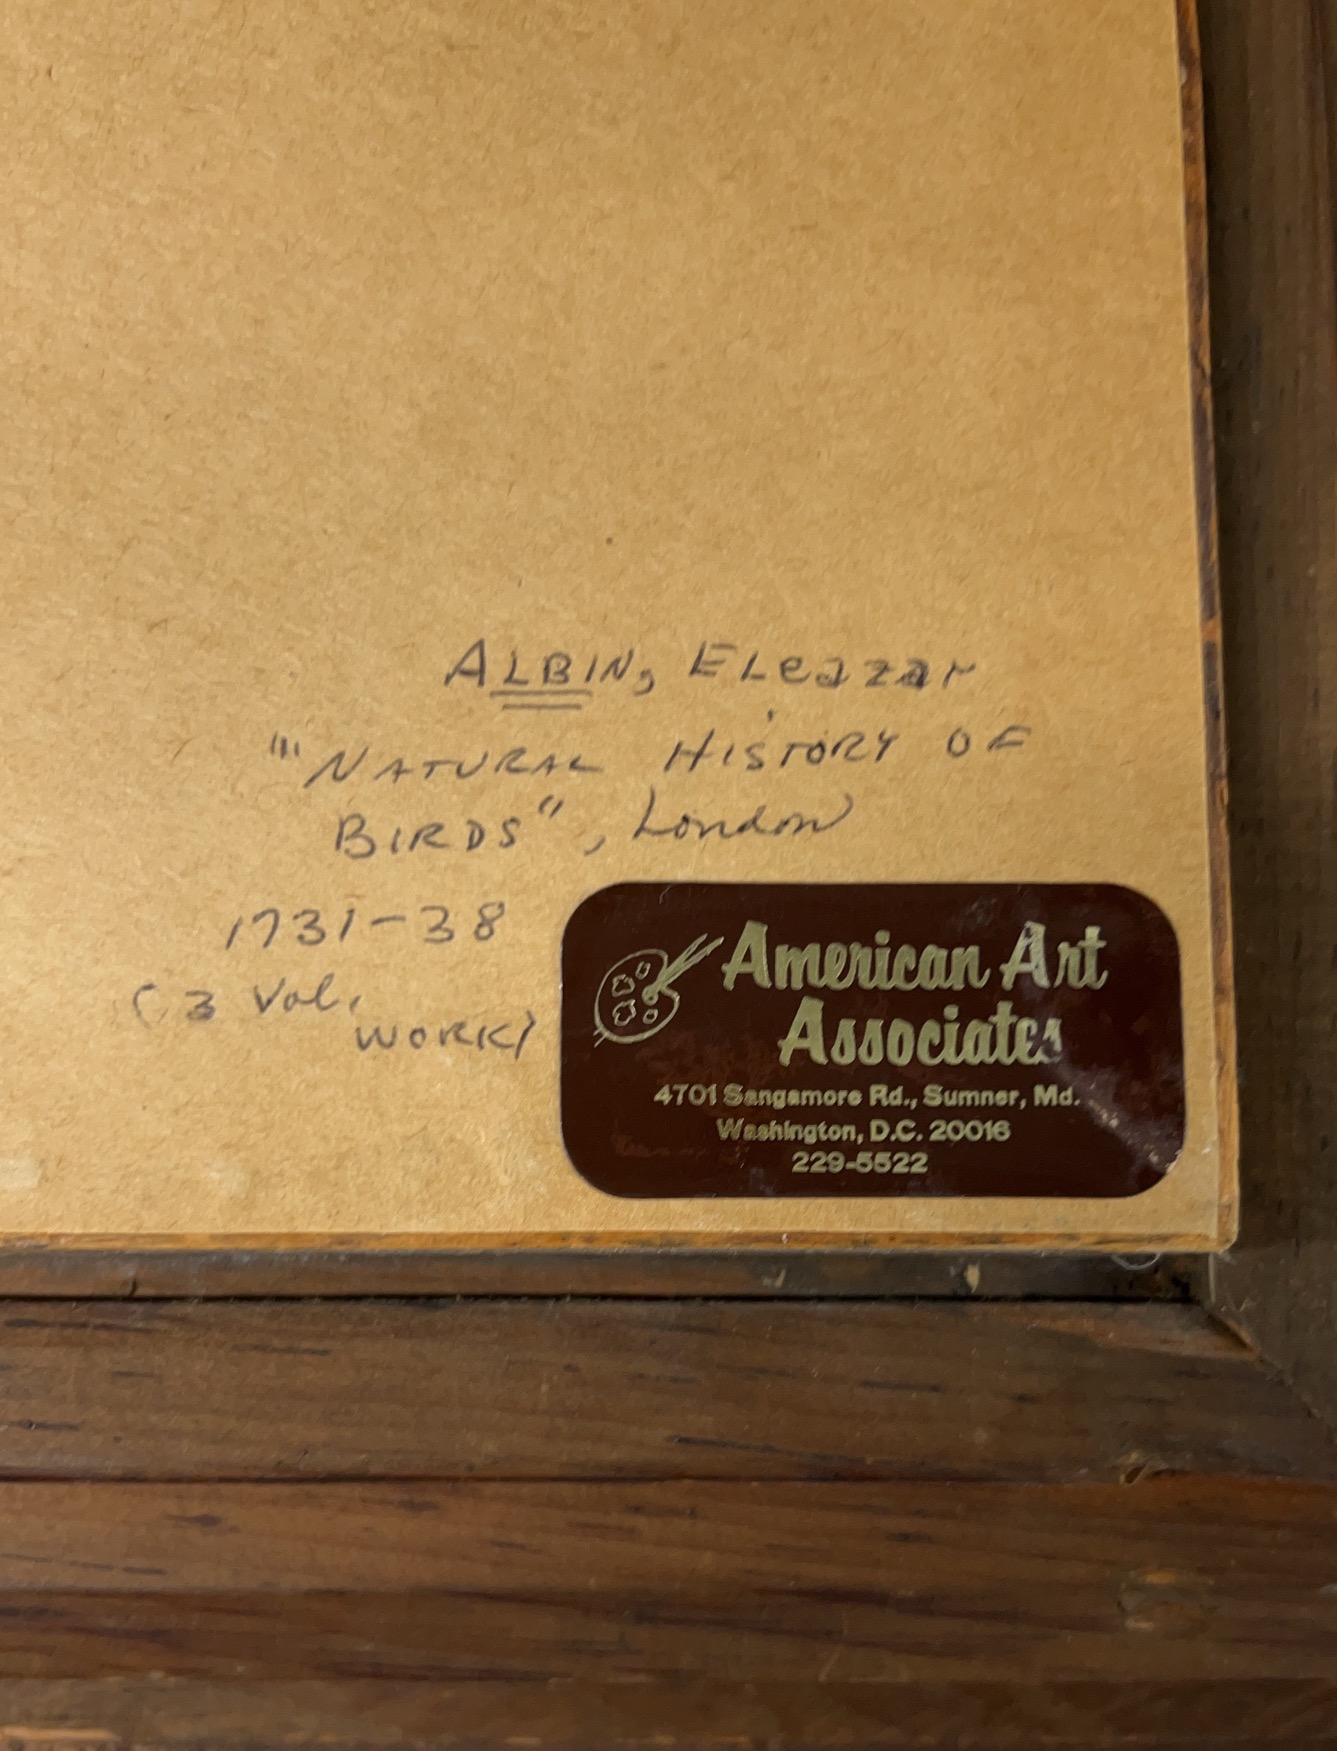 ALBIN, Eleazar
"NATURAL HISTORY OF
BIRDS", London
1731-38
(3 Vol.
WORK)
American Art
Associates
4701 Sangamore Rd., Sumner, Md.
Washington, D.C. 20016
229-5522